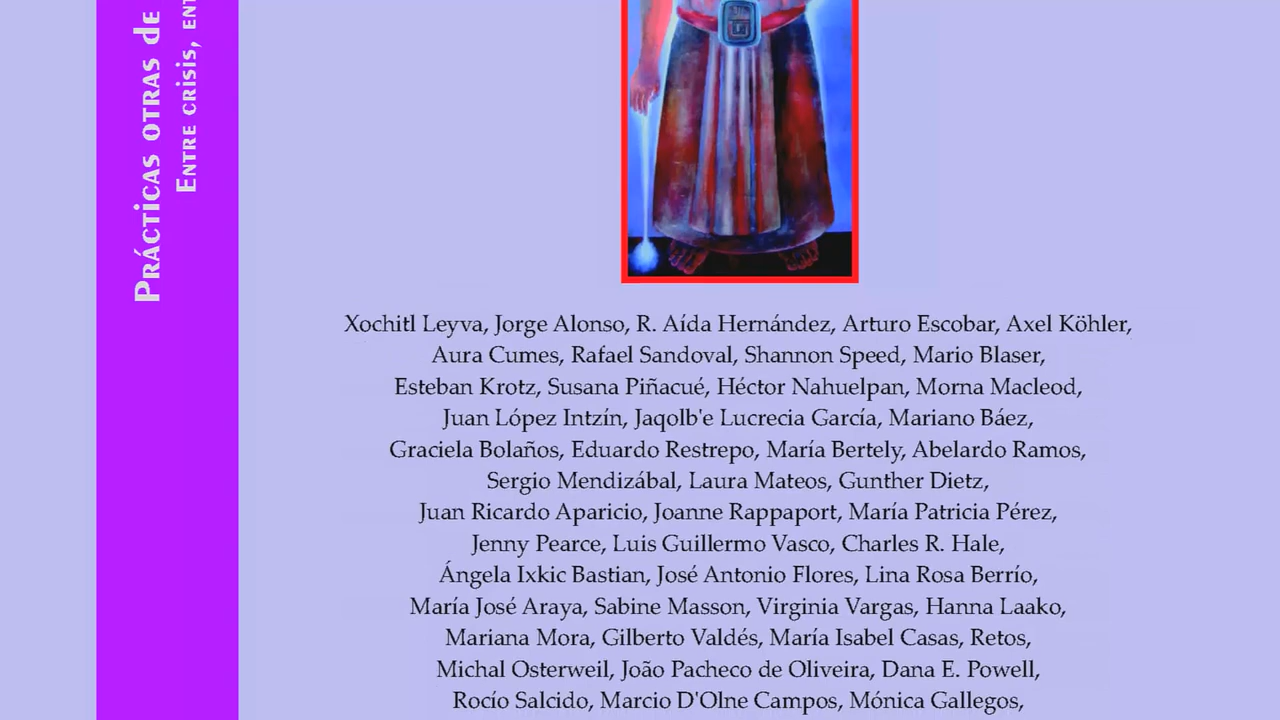 Prácticas otras de
Entre crisis,
Xochitl Leyva, Jorge Alonso, R. Aída Hernández, Arturo Escobar, Axel Köhler,
Aura Cumes, Rafael Sandoval, Shannon Speed, Mario Blaser,
Esteban Krotz, Susana Piñacué, Héctor Nahuelpan, Morna Macleod,
Juan López Intzín, Jaqolb'e Lucrecia García, Mariano Báez,
Graciela Bolaños, Eduardo Restrepo, María Bertely, Abelardo Ramos,
Sergio Mendizábal, Laura Mateos, Gunther Dietz,
Juan Ricardo Aparicio, Joanne Rappaport, María Patricia Pérez,
Jenny Pearce, Luis Guillermo Vasco, Charles R. Hale,
Ángela Ixkic Bastian, José Antonio Flores, Lina Rosa Berrío,
María José Araya, Sabine Masson, Virginia Vargas, Hanna Laako,
Mariana Mora, Gilberto Valdés, María Isabel Casas, Retos,
Michal Osterweil, João Pacheco de Oliveira, Dana E. Powell,
Rocío Salcido, Marcio D'Olne Campos, Mónica Gallegos,